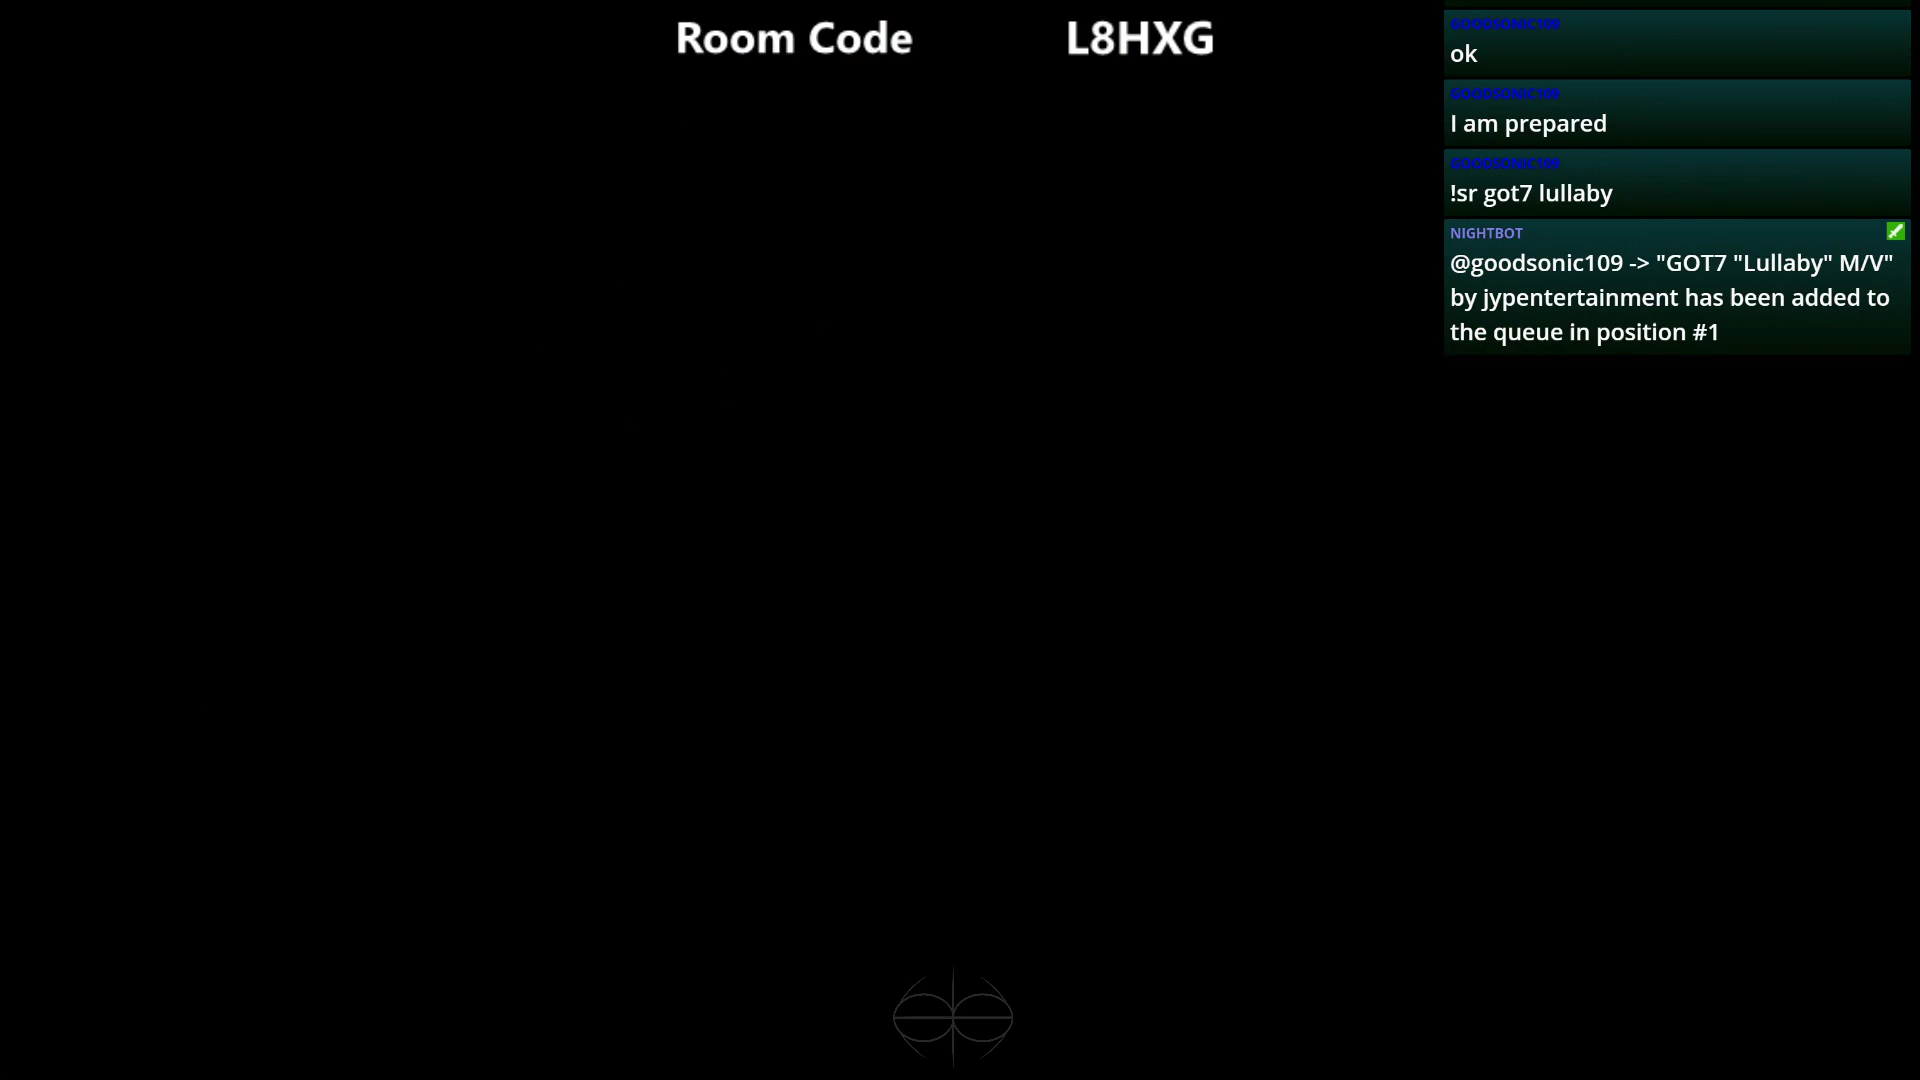 Room Code L8HXG
GOODSONIC109
ok
GOODSONIC109
I am prepared
GOODSONIC109
!sr got7 lullaby
NIGHTBOT
@goodsonic109 -> "GOT7 "Lullaby" M/V"
by jypentertainment has been added to
the queue in position #1